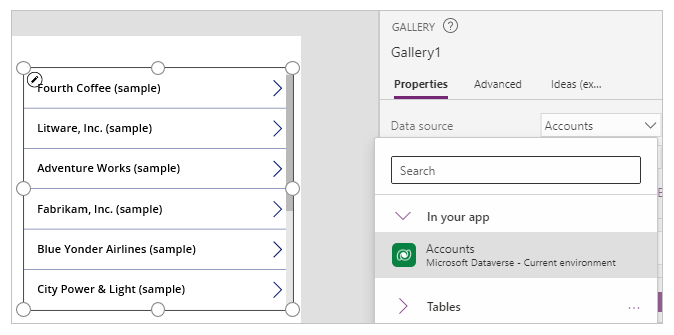 Fourth Coffee (sample)
Litware, Inc. (sample)
Adventure Works (sample)
Fabrikam, Inc. (sample)
Blue Yonder Airlines (sample)
City Power & Light (sample)
GALLERY ?
Gallery1
Properties Advanced Ideas (ex...
Data source Accounts
Search
In your app
Accounts
Microsoft Dataverse - Current environment
Tables ...